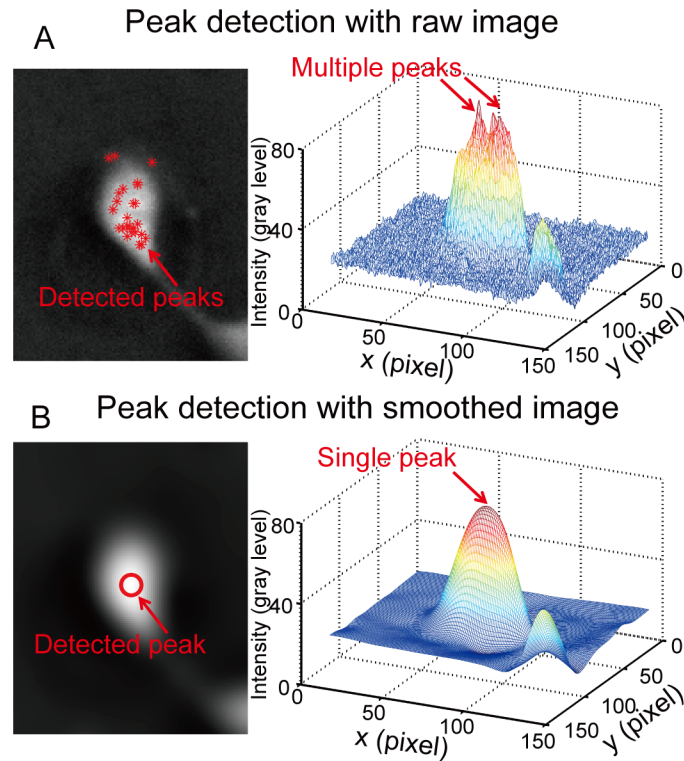 A
Peak detection with raw image
Detected peaks
Multiple peaks
Intensity (gray level)
80
40
0
0
50
100
150
x (pixel)
150
100
50
0
y (pixel)
B
Peak detection with smoothed image
Detected peak
Single peak
Intensity (gray level)
80
40
0
0
50
100
150
x (pixel)
150
100
50
0
y (pixel)